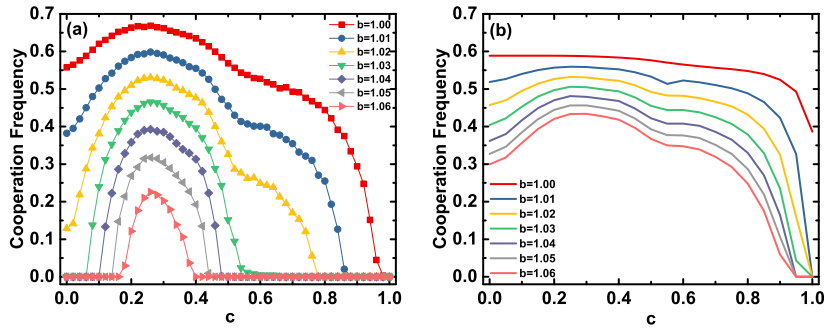 (a)
b=1.00
b=1.01
b=1.02
b=1.03
b=1.04
b=1.05
b=1.06
Cooperation Frequency
0.7
0.6
0.5
0.4
0.3
0.2
0.1
0.0
0.0 0.2 0.4 0.6 0.8 1.0
c
(b)
b=1.00
b=1.01
b=1.02
b=1.03
b=1.04
b=1.05
b=1.06
Cooperation Frequency
0.7
0.6
0.5
0.4
0.3
0.2
0.1
0.0
0.0 0.2 0.4 0.6 0.8 1.0
c